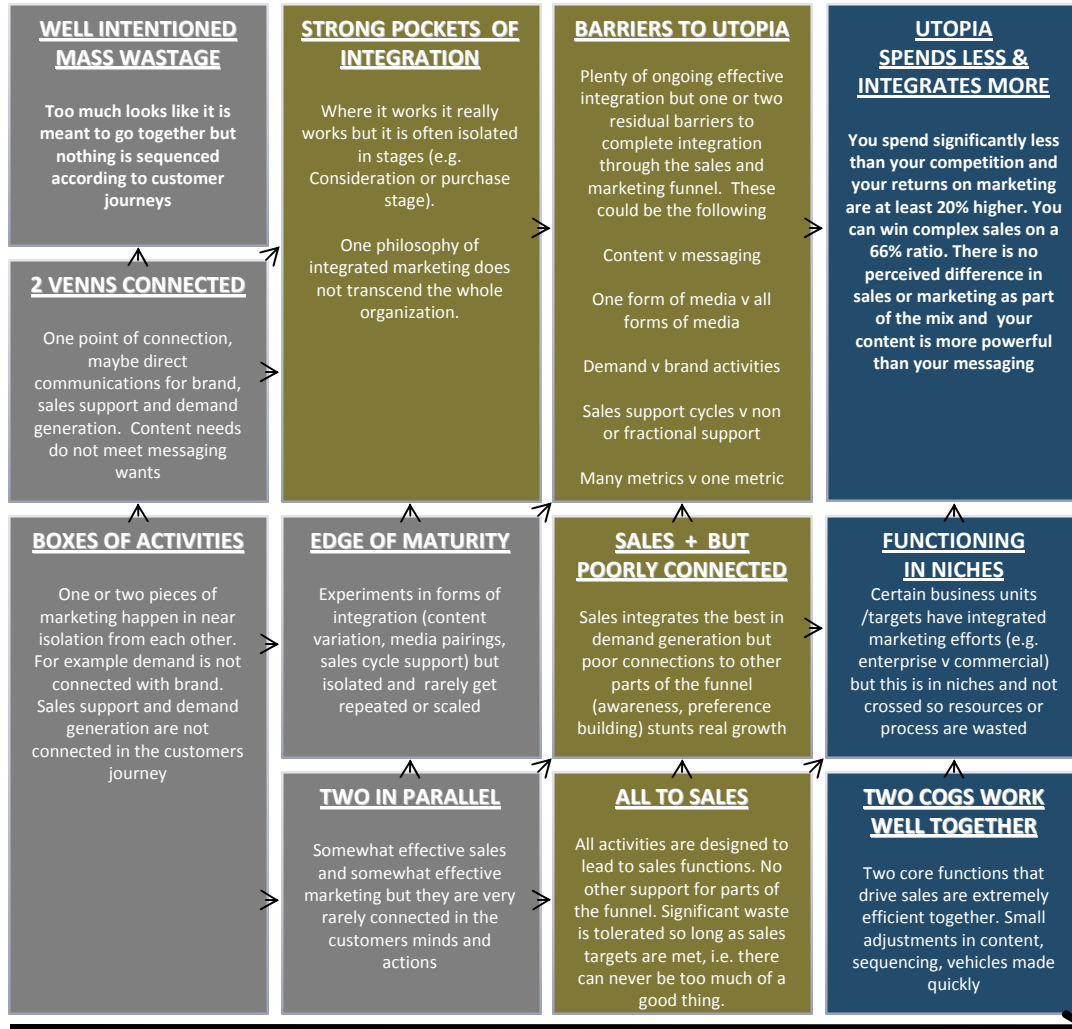 WELL INTENTIONED
MASS WASTAGE
Too much looks like it is
meant to go together but
nothing is sequenced
according to customer
journeys
STRONG POCKETS OF
INTEGRATION
Where it works it really
works but it is often isolated
in stages (e.g.
Consideration or purchase
stage).
One philosophy of
integrated marketing does
not transcend the whole
organization.
BARRIERS TO UTOPIA
Plenty of ongoing effective
integration but one or two
residual barriers to
complete integration
through the sales and
marketing funnel. These
could be the following
Content v messaging
One form of media v all
forms of media
Demand v brand activities
Sales support cycles v non
or fractional support
Many metrics v one metric
UTOPIA
SPENDS LESS &
INTEGRATES MORE
You spend significantly less
than your competition and
your returns on marketing
are at least 20% higher. You
can win complex sales on a
66% ratio. There is no
perceived difference in
sales or marketing as part
of the mix and your
content is more powerful
than your messaging
2 VENNS CONNECTED
One point of connection,
maybe direct
communications for brand,
sales support and demand
generation. Content needs
do not meet messaging
wants
BOXES OF ACTIVITIES
One or two pieces of
marketing happen in near
isolation from each other.
For example demand is not
connected with brand.
Sales support and demand
generation are not
connected in the customers
journey
EDGE OF MATURITY
Experiments in forms of
integration (content
variation, media pairings,
sales cycle support) but
isolated and rarely get
repeated or scaled
SALES + BUT
POORLY CONNECTED
Sales integrates the best in
demand generation but
poor connections to other
parts of the funnel
(awareness, preference
building) stunts real growth
FUNCTIONING
IN NICHES
Certain business units
/targets have integrated
marketing efforts (e.g.
enterprise v commercial)
but this is in niches and not
crossed so resources or
process are wasted
TWO IN PARALLEL
Somewhat effective sales
and somewhat effective
marketing but they are very
rarely connected in the
customers minds and
actions
ALL TO SALES
All activities are designed to
lead to sales functions. No
other support for parts of
the funnel. Significant waste
is tolerated so long as sales
targets are met, i.e. there
can never be too much of a
good thing.
TWO COGS WORK
WELL TOGETHER
Two core functions that
drive sales are extremely
efficient together. Small
adjustments in content,
sequencing, vehicles made
quickly